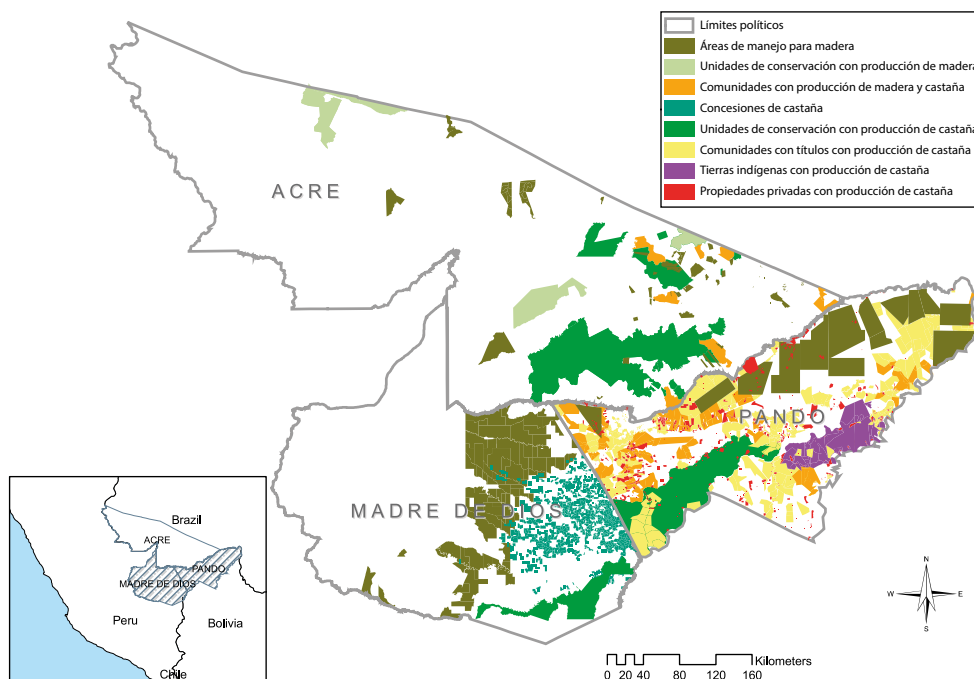 Límites políticos
Áreas de manejo para madera
Unidades de conservación con producción de madera
Comunidades con producción de madera y castaña
Concesiones de castaña
Unidades de conservación con producción de castaña
Comunidades con títulos con producción de castaña
Tierras indígenas con producción de castaña
Propiedades privadas con producción de castaña
ACRE
PANDO
MADRE DE DIOS
Brazil
ACRE
PANDO
MADRE DE DIOS
Peru
Bolivia
Chile
N
W E
S
Kilometers
0 20 40 80 120 160